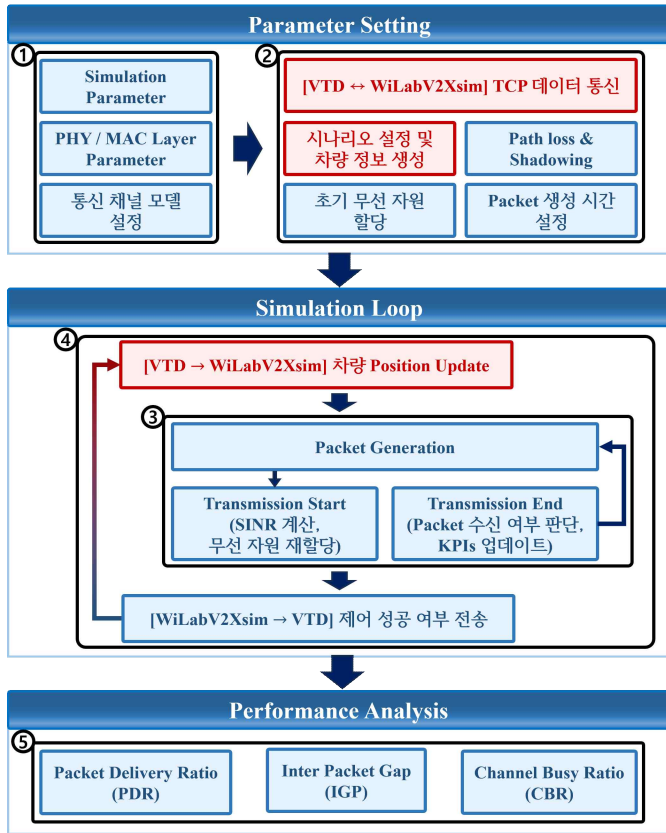 Parameter Setting
①
Simulation
Parameter
PHY / MAC Layer
Parameter
통신 채널 모델
설정
②
[VTD ↔ WiLabV2Xsim] TCP 데이터 통신
시나리오 설정 및
차량 정보 생성
Path loss &
Shadowing
초기 무선 자원
할당
Packet 생성 시간
설정
Simulation Loop
④
[VTD → WiLabV2Xsim] 차량 Position Update
③
Packet Generation
Transmission Start
(SINR 계산,
무선 자원 재할당)
Transmission End
(Packet 수신 여부 판단,
KPIs 업데이트)
[WiLabV2Xsim → VTD] 제어 성공 여부 전송
Performance Analysis
⑤
Packet Delivery Ratio
(PDR)
Inter Packet Gap
(IGP)
Channel Busy Ratio
(CBR)